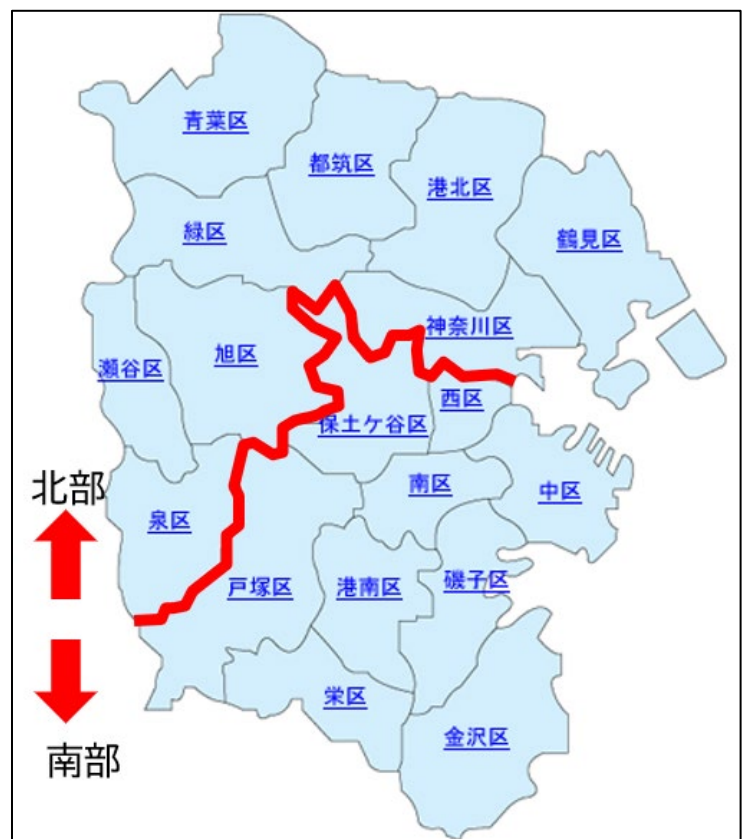 青葉区
都筑区
港北区
鶴見区
緑区
神奈川区
旭区
瀬谷区
西区
保土ケ谷区
南区
中区
北部
泉区
戸塚区
港南区
磯子区
栄区
金沢区
南部